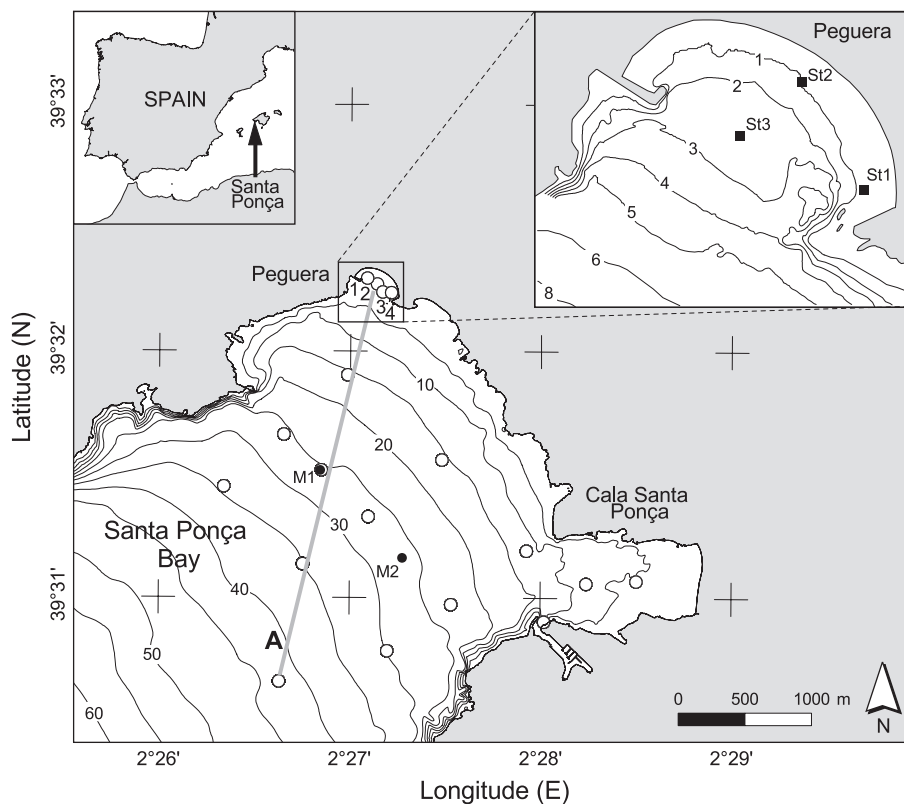 SPAIN
Santa
Ponça
Peguera
1
2
3
4
5
6
8
St2
St3
St1
39°33'
39°32'
39°31'
Latitude (N)
Peguera
1
2
3
4
10
20
30
40
50
60
M1
M2
A
Santa Ponça
Bay
Cala Santa
Ponça
0 500 1000 m
N
2°26' 2°27' 2°28' 2°29'
Longitude (E)